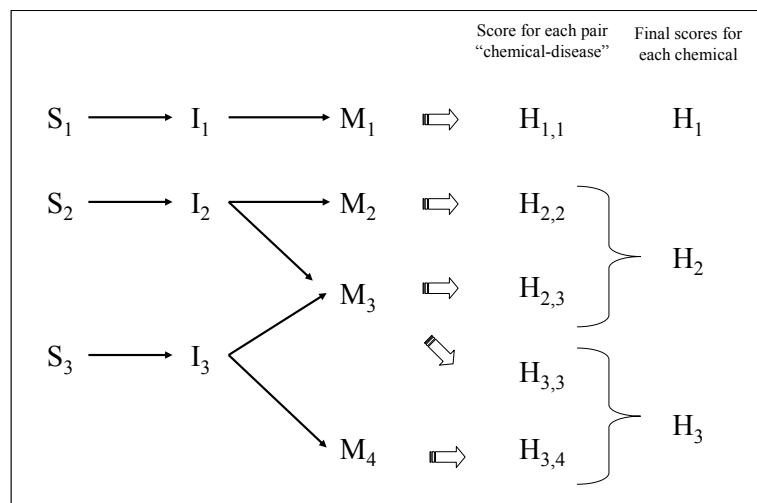 Score for each pair “chemical-disease”
Final scores for each chemical
S1 I1 M1 H1,1 H1
S2 I2 M2 H2,2
H2
M3 H2,3
S3 I3 H3,3
H3
M4 H3,4